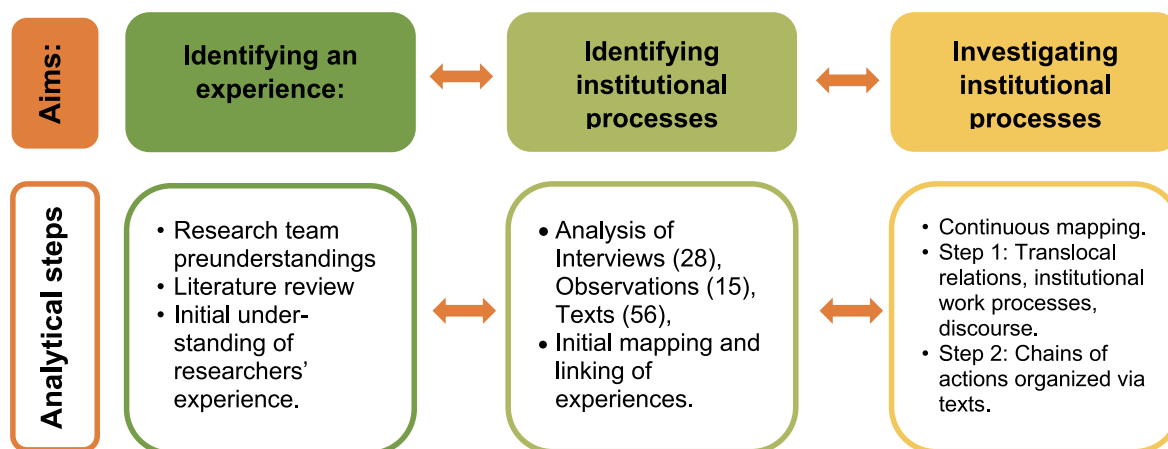 Aims:
Identifying an
experience:
Identifying
institutional
processes
Investigating
institutional
processes
Analytical steps
• Research team
preunderstandings
• Literature review
• Initial under-
standing of
researchers’
experience.
• Analysis of
Interviews (28),
Observations (15),
Texts (56),
• Initial mapping and
linking of
experiences.
• Continuous mapping.
• Step 1: Translocal
relations, institutional
work processes,
discourse.
• Step 2: Chains of
actions organized via
texts.